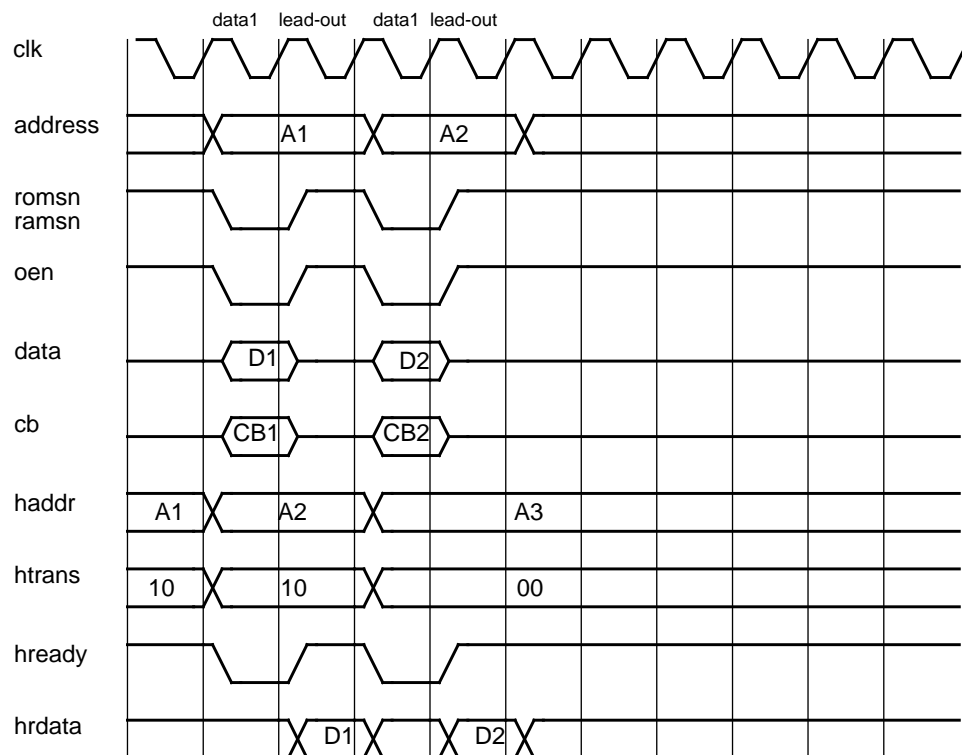 data1 lead-out data1 lead-out
clk
address A1 A2
romsn
ramsn
oen
data D1 D2
cb CB1 CB2
haddr A1 A2 A3
htrans 10 10 00
hready
hrdata D1 D2